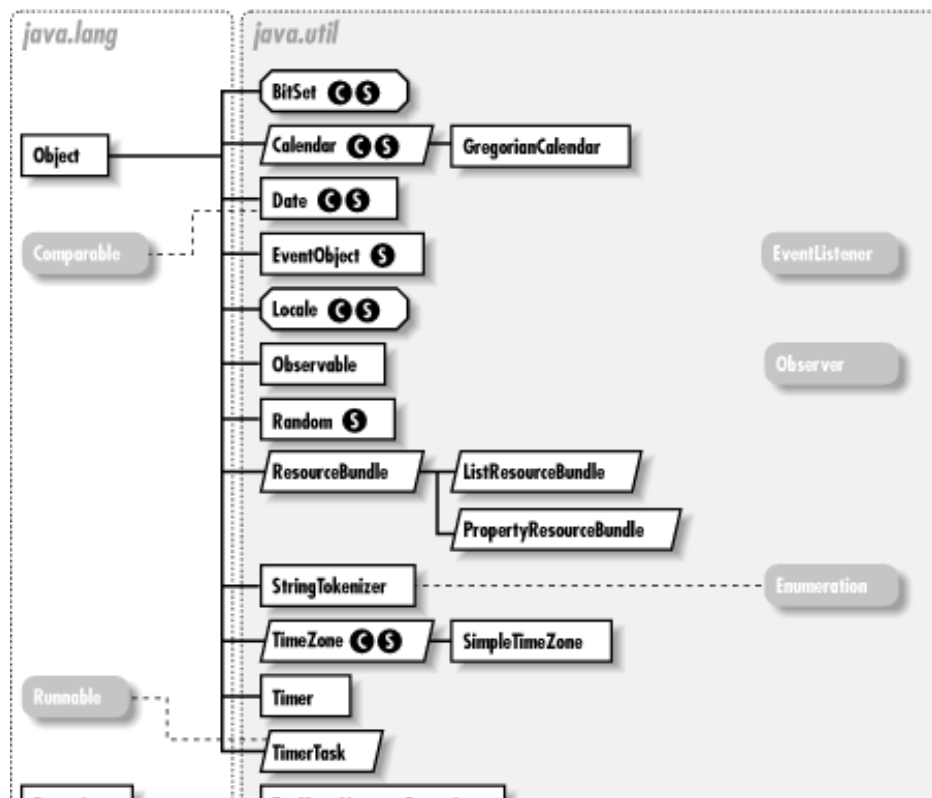 java.lang
java.util
BitSet C S
Object
Calendar C S
GregorianCalendar
Date C S
Comparable
EventObject S
EventListener
Locale C S
Observable
Observer
Random S
ResourceBundle
ListResourceBundle
PropertyResourceBundle
StringTokenizer
Enumeration
TimeZone C S
SimpleTimeZone
Runnable
Timer
TimerTask